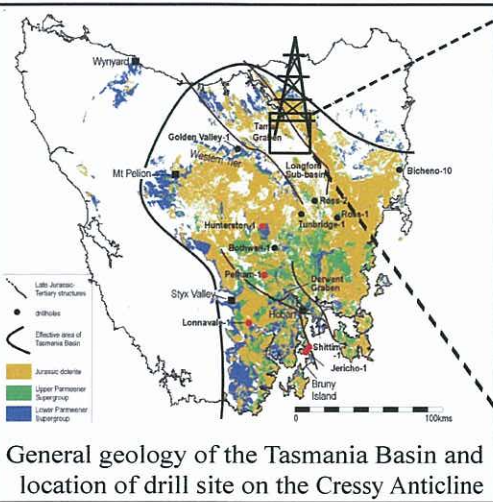 Wynyard
Golden Valley-1
Tamar
Graben
Western Tier
Mt Pelion
Longford
Sub-basin
Bicheno-10
Ross-2
Ross-1
Tunbridge-1
Hunterston-1
Bothwell-1
Pelham-1
Derwent
Graben
Styx Valley
Hobart
Lonnavale-1
Shittim-1
Jericho-1
Bruny
Island
Late Jurassic-
Tertiary structures
drillholes
Effective area of
Tasmania Basin
Jurassic dolerite
Upper Parmeener
Supergroup
Lower Parmeener
Supergroup
0 100kms
General geology of the Tasmania Basin and
location of drill site on the Cressy Anticline